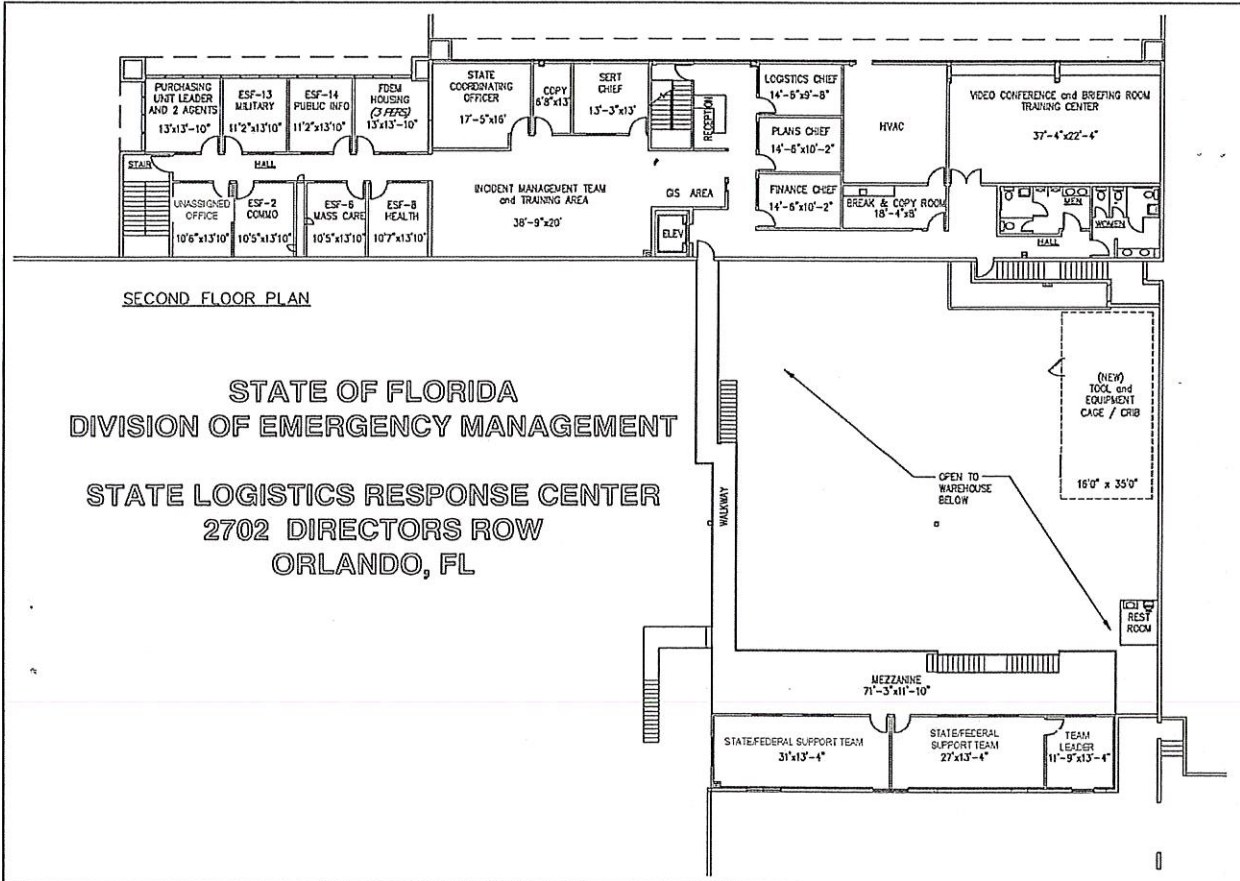 PURCHASING
UNIT LEADER
AND 2 AGENTS
13'x13'-10"
ESF-13
MILITARY
11'2"x13'10"
ESF-14
PUBLIC INFO
11'2"x13'10"
FDEM
HOUSING
(3 PERS)
13'x13'-10"
STATE
COORDINATING
OFFICER
17'-5"x16'
COPY
6'8"x13'
SERT
CHIEF
13'-3"x13'
RECEPTION
LOGISTICS CHIEF
14'-6"x9'-8"
PLANS CHIEF
14'-6"x10'-2"
FINANCE CHIEF
14'-6"x10'-2"
HVAC
VIDEO CONFERENCE and BRIEFING ROOM
TRAINING CENTER
37'-4"x22'-4"
STAIR
HALL
UNASSIGNED
OFFICE
10'6"x13'10"
ESF-2
COMMO
10'5"x13'10"
ESF-6
MASS CARE
10'5"x13'10"
ESF-8
HEALTH
10'7"x13'10"
INCIDENT MANAGEMENT TEAM
and TRAINING AREA
38'-9"x20'
GIS AREA
ELEV
BREAK & COPY ROOM
18'-4"x8'
MEN
WOMEN
HALL
SECOND FLOOR PLAN
STATE OF FLORIDA
DIVISION OF EMERGENCY MANAGEMENT
STATE LOGISTICS RESPONSE CENTER
2702 DIRECTORS ROW
ORLANDO, FL
WALKWAY
OPEN TO
WAREHOUSE
BELOW
(NEW)
TOOL and
EQUIPMENT
CAGE / CRIB
16'0" x 35'0"
REST
ROOM
MEZZANINE
71'-3"x11'-10"
STATE/FEDERAL SUPPORT TEAM
31'x13'-4"
STATE/FEDERAL
SUPPORT TEAM
27'x13'-4"
TEAM
LEADER
11'-9"x13'-4"